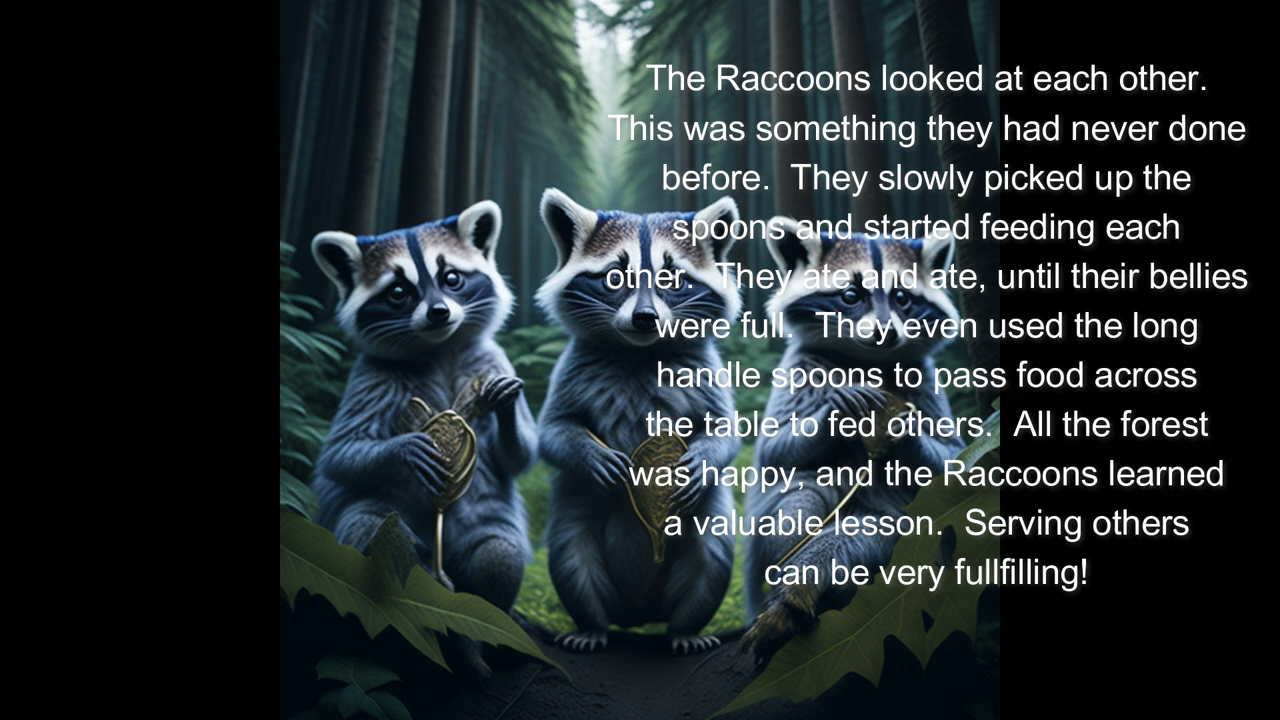 The Raccoons looked at each other.
This was something they had never done
before.  They slowly picked up the
spoons and started feeding each
other.  They ate and ate, until their bellies
were full.  They even used the long
handle spoons to pass food across
the table to fed others.  All the forest
was happy, and the Raccoons learned
a valuable lesson.  Serving others
can be very fullfilling!